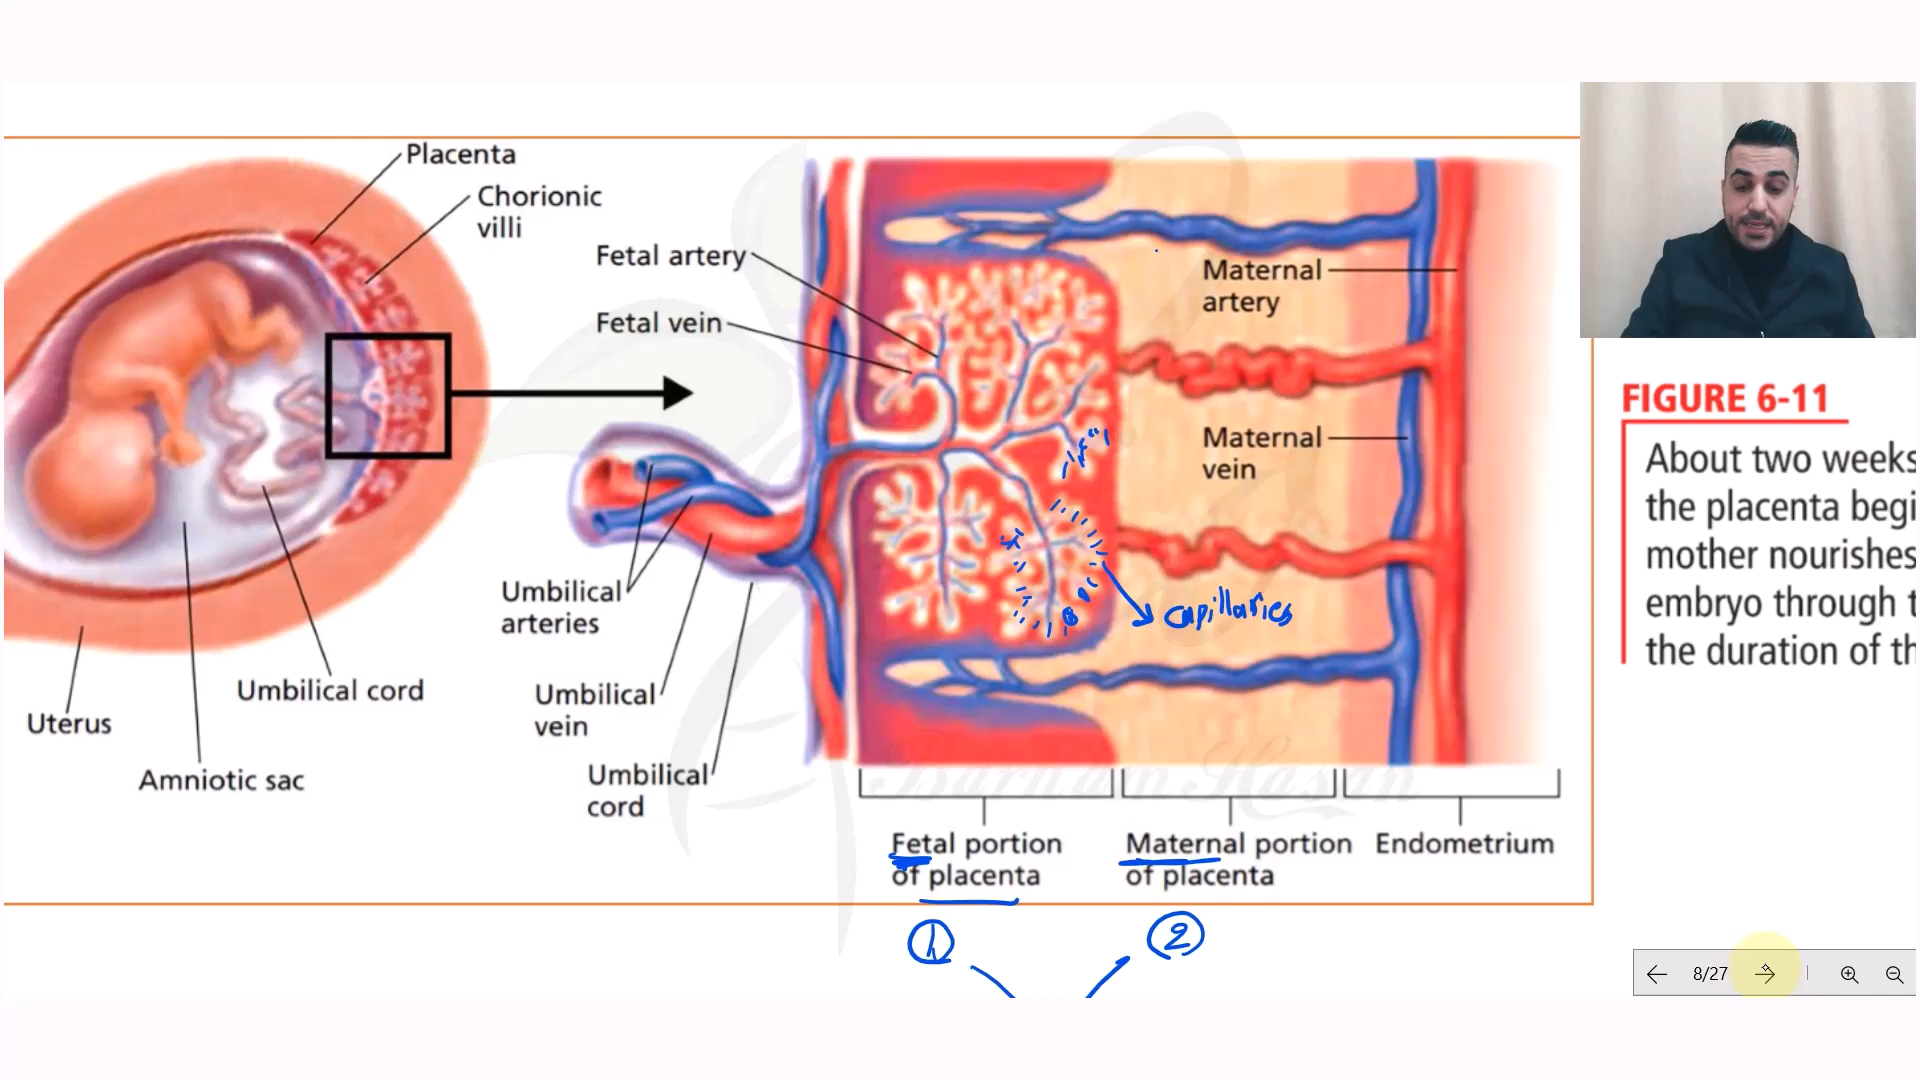 Placenta
Chorionic
villi
Fetal artery
Fetal vein
Maternal
artery
Maternal
vein
FIGURE 6-11
About two weeks
the placenta begi
mother nourishes
embryo through t
the duration of th
capillaries
Umbilical
arteries
Umbilical
vein
Umbilical
cord
Umbilical cord
Uterus
Amniotic sac
Fetal portion
of placenta
Maternal portion
of placenta
Endometrium
1
2
8/27